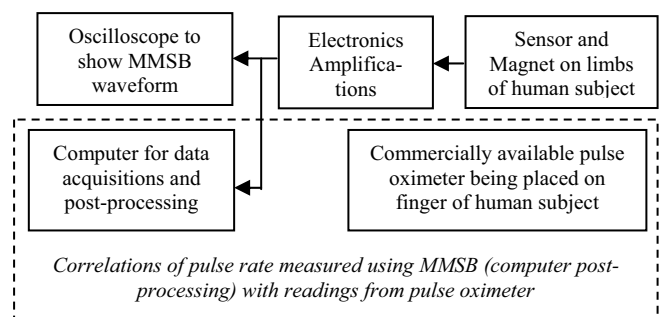 Oscilloscope to
show MMSB
waveform
Electronics
Amplifica-
tions
Sensor and
Magnet on limbs
of human subject
Computer for data
acquisitions and
post-processing
Commercially available pulse
oximeter being placed on
finger of human subject
Correlations of pulse rate measured using MMSB (computer post-
processing) with readings from pulse oximeter